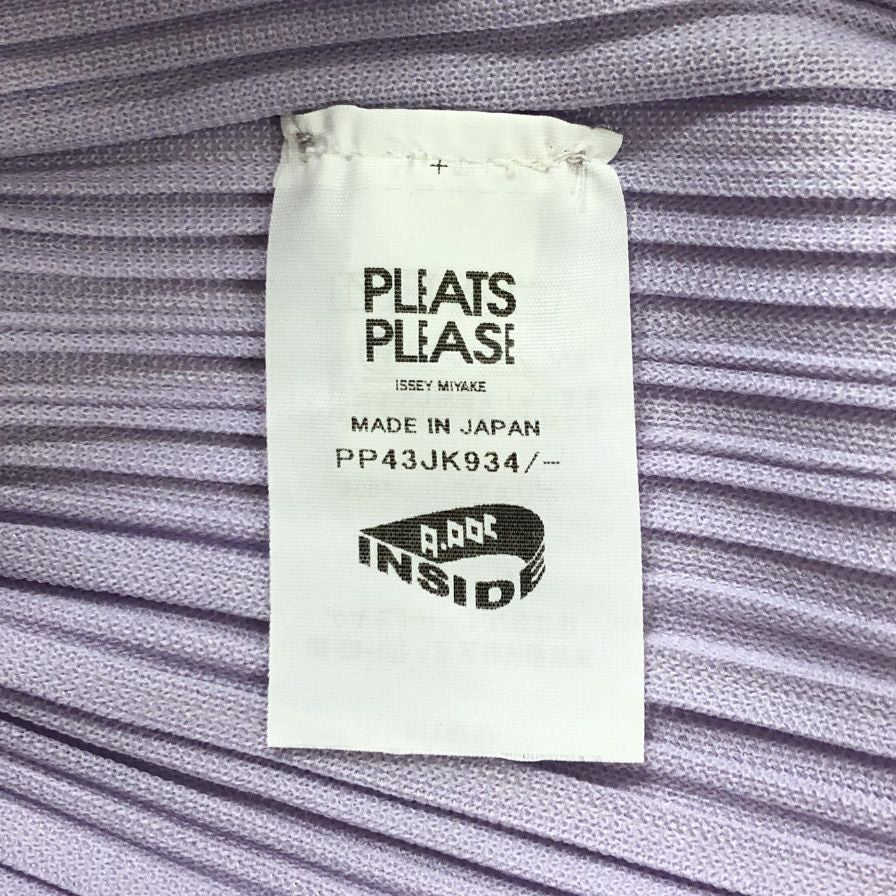 PLEATS
PLEASE
ISSEY MIYAKE
MADE IN JAPAN
PP43JK934/-
A.POC
INSIDE